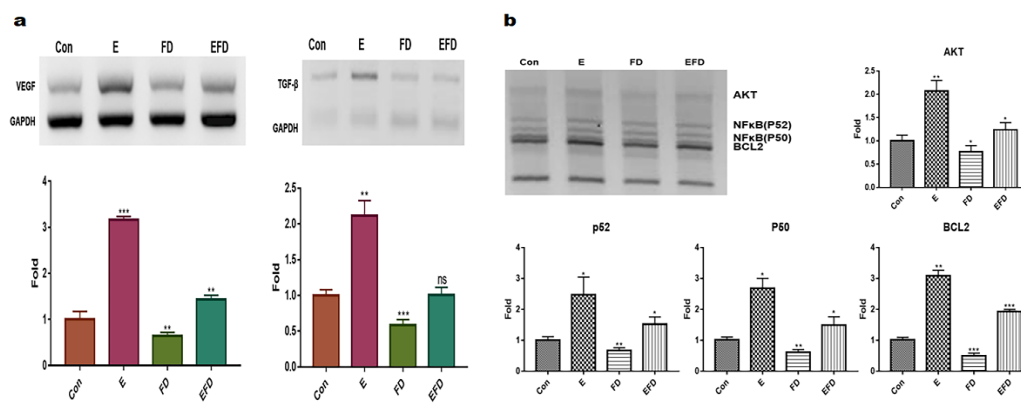 a
Con E FD EFD
VEGF
GAPDH
Con E FD EFD
TGF-β
GAPDH
Fold
4
3
2
1
0
***
**
**
Con E FD EFD
Fold
2.5
2.0
1.5
1.0
0.5
0.0
**
***
ns
Con E FD EFD
b
Con E FD EFD
AKT
NFκB(P52)
NFκB(P50)
BCL2
AKT
Fold
2.5
2.0
1.5
1.0
0.5
0.0
**
*
*
Con E FD EFD
p52
Fold
4
3
2
1
0
*
**
*
Con E FD EFD
P50
Fold
4
3
2
1
0
*
**
*
Con E FD EFD
BCL2
Fold
4
3
2
1
0
**
***
***
Con E FD EFD